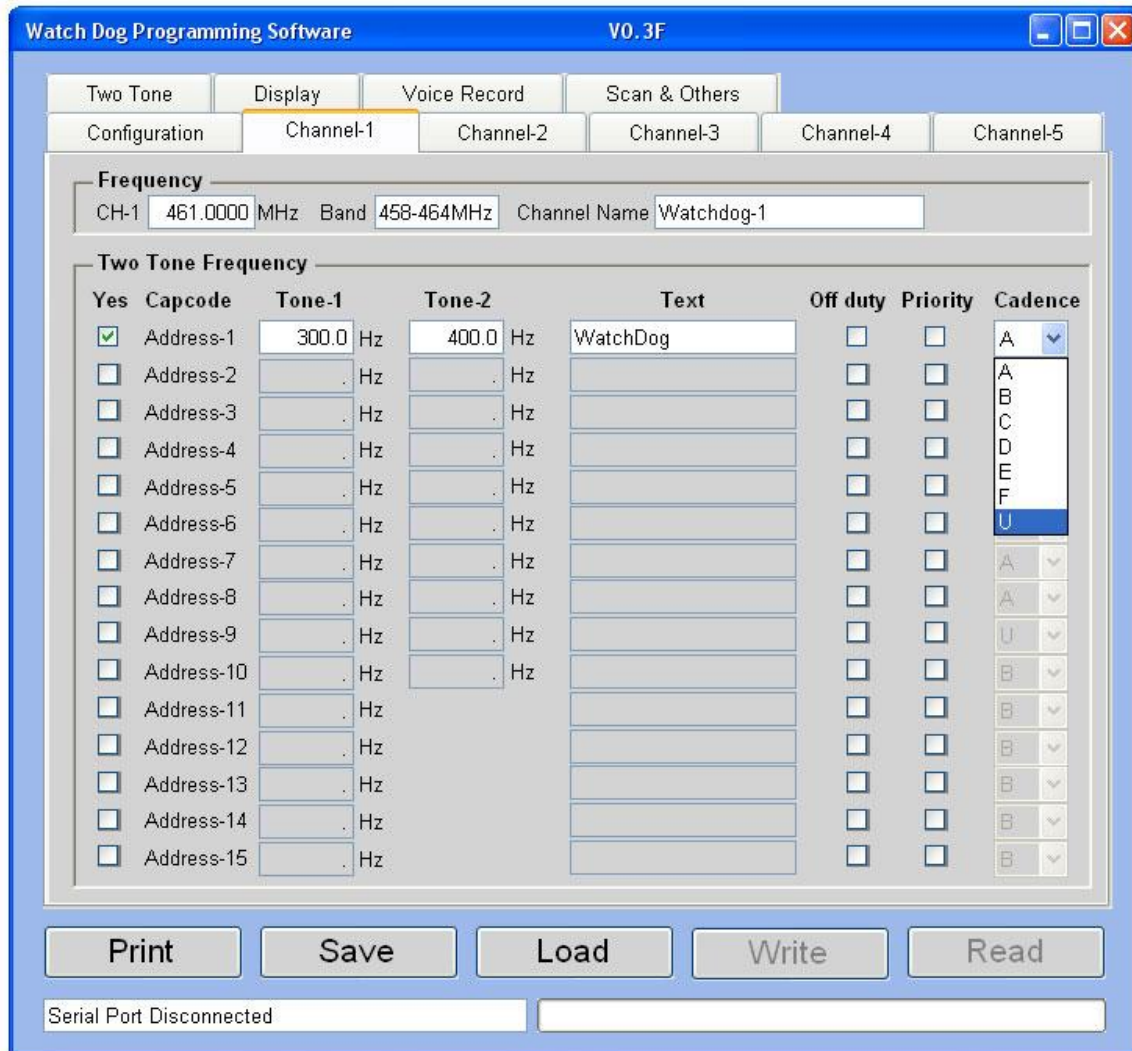 Watch Dog Programming Software V0.3F
Two Tone Display Voice Record Scan & Others
Configuration Channel-1 Channel-2 Channel-3 Channel-4 Channel-5
Frequency
CH-1 461.0000 MHz Band 458-464MHz Channel Name Watchdog-1
Two Tone Frequency
Yes Capcode Tone-1 Tone-2 Text Off duty Priority Cadence
Address-1 300.0 Hz 400.0 Hz WatchDog A
Address-2 . Hz . Hz A
Address-3 . Hz . Hz B
C
Address-4 . Hz . Hz D
Address-5 . Hz . Hz E
F
Address-6 . Hz . Hz U
Address-7 . Hz . Hz A
Address-8 . Hz . Hz A
Address-9 . Hz . Hz U
Address-10 . Hz . Hz B
Address-11 . Hz B
Address-12 . Hz B
Address-13 . Hz B
Address-14 . Hz B
Address-15 . Hz B
Print Save Load Write Read
Serial Port Disconnected